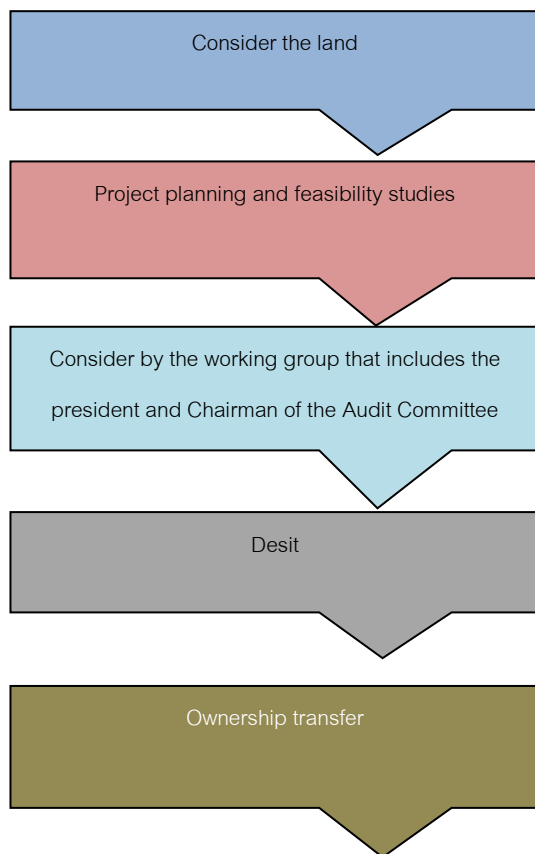 Consider the land
Project planning and feasibility studies
Consider by the working group that includes the
president and Chairman of the Audit Committee
Desit
Ownership transfer